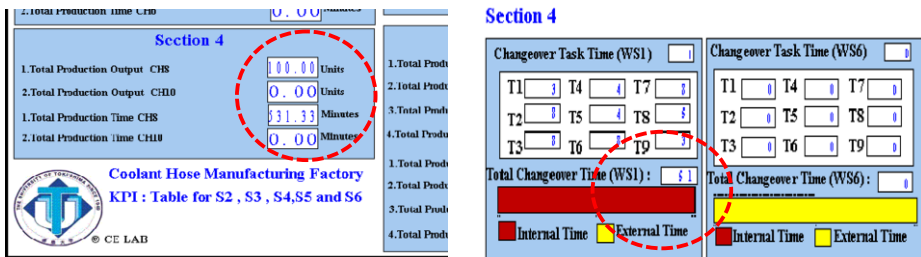 2.Total Production Time CH6 0.00 Minutes
Section 4
1.Total Production Output CH8 100.00 Units
2.Total Production Output CH10 0.00 Units
1.Total Production Time CH8 531.33 Minutes
2.Total Production Time CH10 0.00 Minutes
Coolant Hose Manufacturing Factory
KPI : Table for S2 , S3 , S4,S5 and S6
® CE LAB
1.Total Produ
2.Total Produ
3.Total Produ
4.Total Produ
1.Total Produ
2.Total Produ
3.Total Produ
4.Total Produ
Section 4
Changeover Task Time (WS1)
T1 3 T4 4 T7 8
T2 8 T5 4 T8
T3 8 T6 T9
Total Changeover Time (WS1) : 51
Internal Time External Time
Changeover Task Time (WS6) 0
T1 0 T4 0 T7 0
T2 0 T5 0 T8 0
T3 0 T6 0 T9 0
Total Changeover Time (WS6) : 0
Internal Time External Time